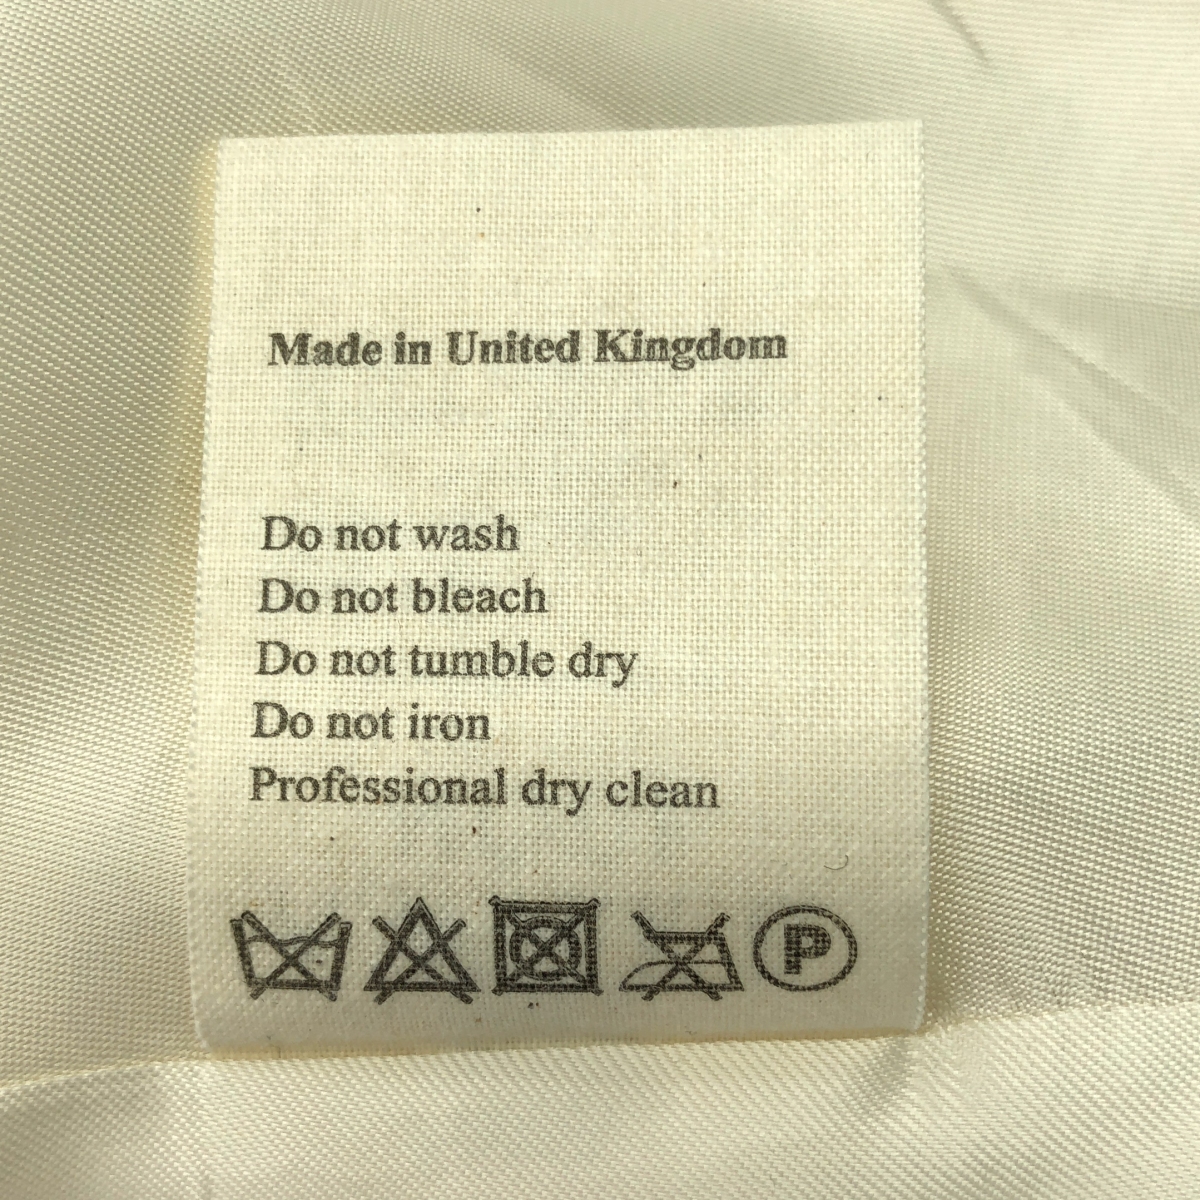 Made in United Kingdom
Do not wash
Do not bleach
Do not tumble dry
Do not iron
Professional dry clean
P